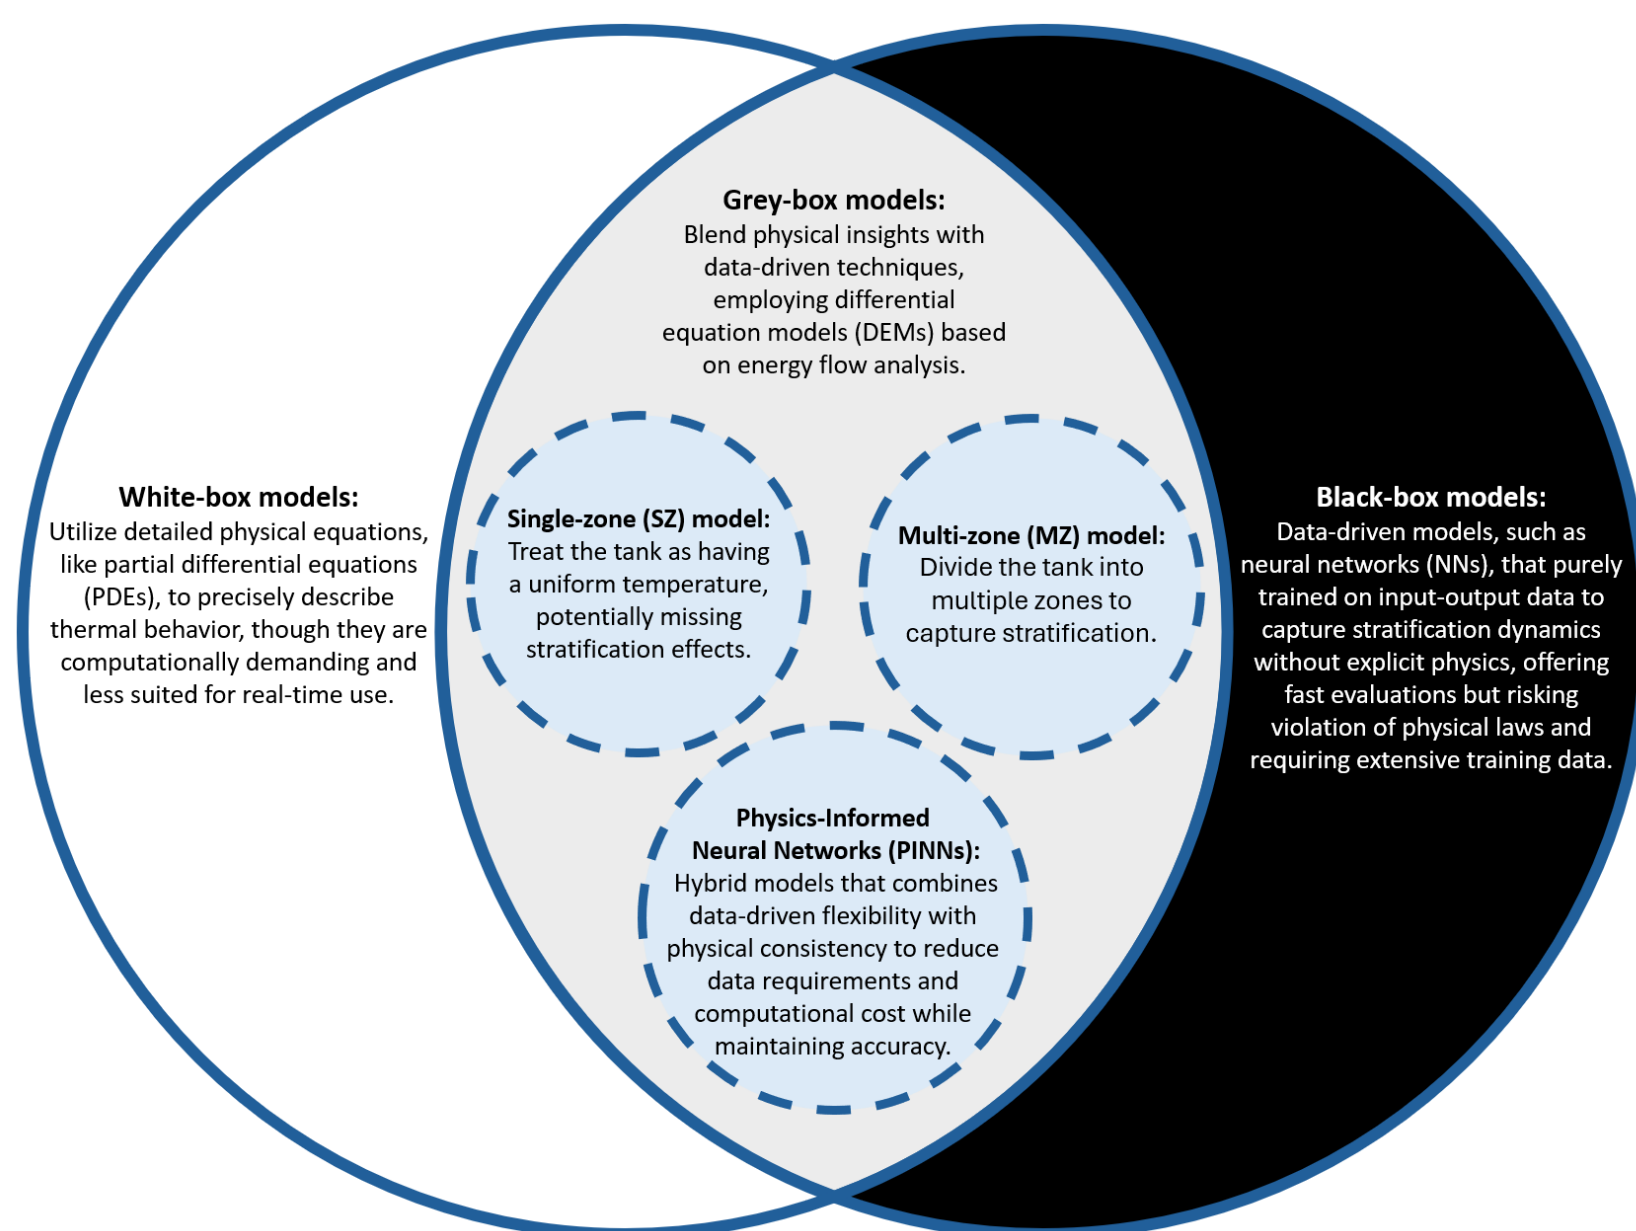 Grey-box models:
Blend physical insights with
data-driven techniques,
employing differential
equation models (DEMs) based
on energy flow analysis.
White-box models:
Utilize detailed physical equations,
like partial differential equations
(PDEs), to precisely describe
thermal behavior, though they are
computationally demanding and
less suited for real-time use.
Single-zone (SZ) model:
Treat the tank as having
a uniform temperature,
potentially missing
stratification effects.
Multi-zone (MZ) model:
Divide the tank into
multiple zones to
capture stratification.
Black-box models:
Data-driven models, such as
neural networks (NNs), that purely
trained on input-output data to
capture stratification dynamics
without explicit physics, offering
fast evaluations but risking
violation of physical laws and
requiring extensive training data.
Physics-Informed
Neural Networks (PINNs):
Hybrid models that combines
data-driven flexibility with
physical consistency to reduce
data requirements and
computational cost while
maintaining accuracy.